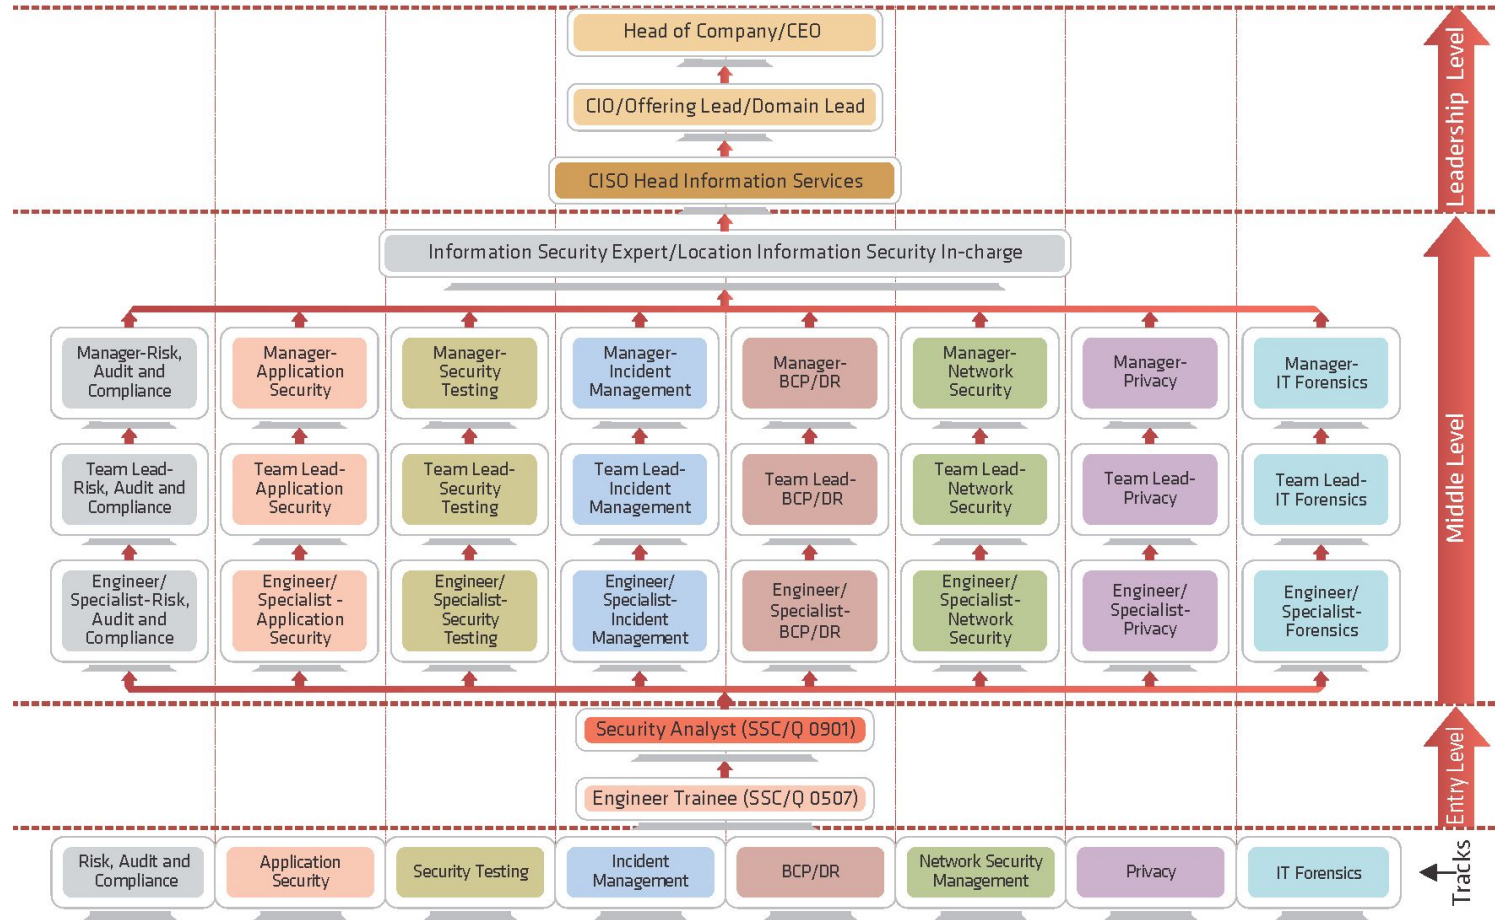 Head of Company/CEO
CIO/Offering Lead/Domain Lead
CISO Head Information Services
Leadership Level
Information Security Expert/Location Information Security In-charge
Manager-Risk,
Audit and
Compliance
Manager-
Application
Security
Manager-
Security
Testing
Manager-
Incident
Management
Manager-
BCP/DR
Manager-
Network
Security
Manager-
Privacy
Manager-
IT Forensics
Team Lead-
Risk, Audit and
Compliance
Team Lead-
Application
Security
Team Lead-
Security
Testing
Team Lead-
Incident
Management
Team Lead-
BCP/DR
Team Lead-
Network
Security
Team Lead-
Privacy
Team Lead-
IT Forensics
Middle Level
Engineer/
Specialist-Risk,
Audit and
Compliance
Engineer/
Specialist -
Application
Security
Engineer/
Specialist-
Security
Testing
Engineer/
Specialist-
Incident
Management
Engineer/
Specialist-
BCP/DR
Engineer/
Specialist-
Network
Security
Engineer/
Specialist-
Privacy
Engineer/
Specialist-
Forensics
Security Analyst (SSC/Q 0901)
Engineer Trainee (SSC/Q 0507)
Entry Level
Risk, Audit and
Compliance
Application
Security
Security Testing
Incident
Management
BCP/DR
Network Security
Management
Privacy
IT Forensics
Tracks